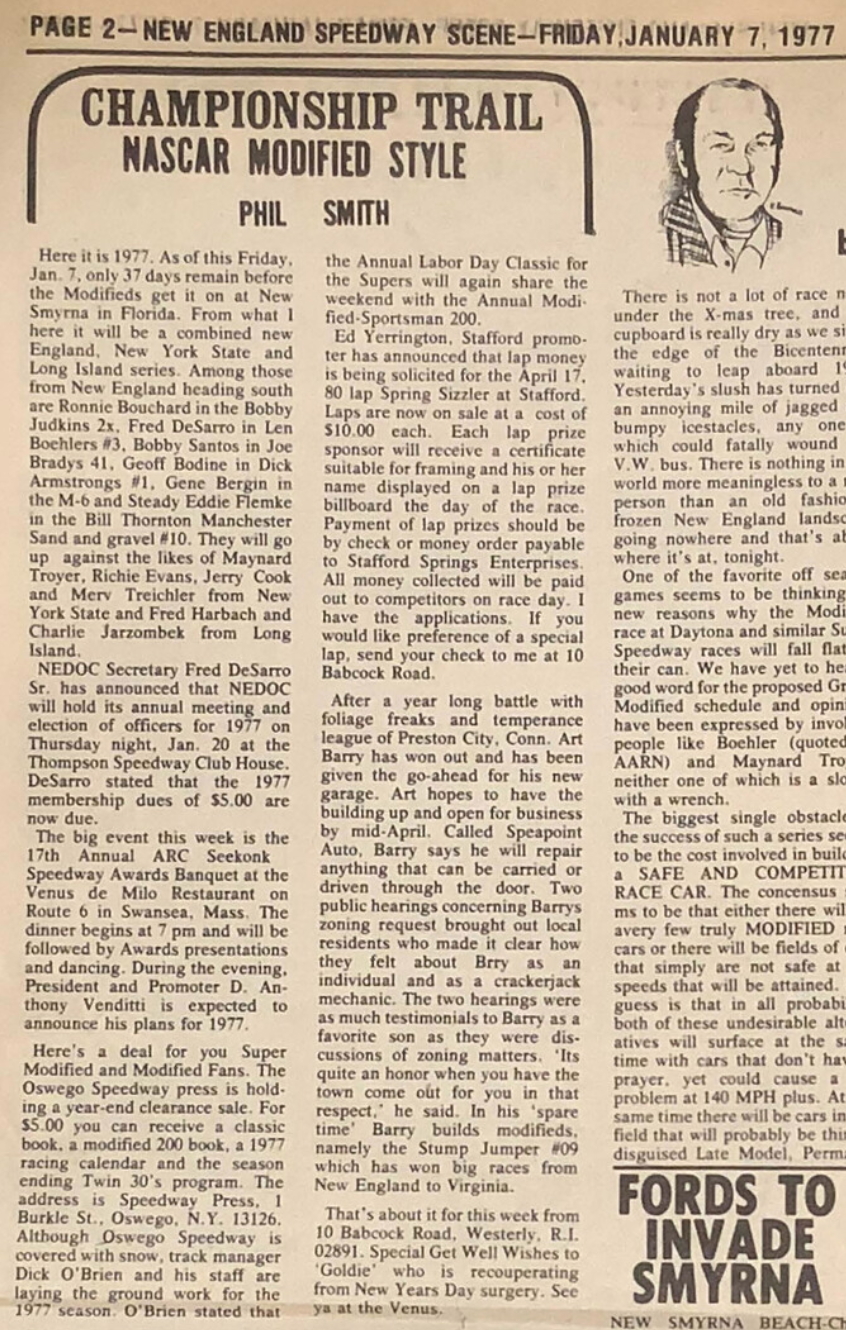 PAGE 2— NEW ENGLAND SPEEDWAY SCENE—FRIDAY,JANUARY 7, 1977
CHAMPIONSHIP TRAIL
NASCAR MODIFIED STYLE
PHIL SMITH
Here it is 1977. As of this Friday,
Jan. 7, only 37 days remain before
the Modifieds get it on at New
Smyrna in Florida. From what I
here it will be a combined new
England, New York State and
Long Island series. Among those
from New England heading south
are Ronnie Bouchard in the Bobby
Judkins 2x, Fred DeSarro in Len
Boehlers #3, Bobby Santos in Joe
Bradys 41, Geoff Bodine in Dick
Armstrongs #1, Gene Bergin in
the M-6 and Steady Eddie Flemke
in the Bill Thornton Manchester
Sand and gravel #10. They will go
up against the likes of Maynard
Troyer, Richie Evans, Jerry Cook
and Merv Treichler from New
York State and Fred Harbach and
Charlie Jarzombek from Long
Island.
NEDOC Secretary Fred DeSarro
Sr. has announced that NEDOC
will hold its annual meeting and
election of officers for 1977 on
Thursday night, Jan. 20 at the
Thompson Speedway Club House.
DeSarro stated that the 1977
membership dues of $5.00 are
now due.
The big event this week is the
17th Annual ARC Seekonk
Speedway Awards Banquet at the
Venus de Milo Restaurant on
Route 6 in Swansea, Mass. The
dinner begins at 7 pm and will be
followed by Awards presentations
and dancing. During the evening,
President and Promoter D. An-
thony Venditti is expected to
announce his plans for 1977.
Here's a deal for you Super
Modified and Modified Fans. The
Oswego Speedway press is hold-
ing a year-end clearance sale. For
$5.00 you can receive a classic
book, a modified 200 book, a 1977
racing calendar and the season
ending Twin 30's program. The
address is Speedway Press, 1
Burkle St., Oswego, N.Y. 13126.
Although Oswego Speedway is
covered with snow, track manager
Dick O'Brien and his staff are
laying the ground work for the
1977 season. O'Brien stated that
the Annual Labor Day Classic for
the Supers will again share the
weekend with the Annual Modi-
fied-Sportsman 200.
Ed Yerrington, Stafford promo-
ter has announced that lap money
is being solicited for the April 17,
80 lap Spring Sizzler at Stafford.
Laps are now on sale at a cost of
$10.00 each. Each lap prize
sponsor will receive a certificate
suitable for framing and his or her
name displayed on a lap prize
billboard the day of the race.
Payment of lap prizes should be
by check or money order payable
to Stafford Springs Enterprises.
All money collected will be paid
out to competitors on race day. I
have the applications. If you
would like preference of a special
lap, send your check to me at 10
Babcock Road.
After a year long battle with
foliage freaks and temperance
league of Preston City, Conn. Art
Barry has won out and has been
given the go-ahead for his new
garage. Art hopes to have the
building up and open for business
by mid-April. Called Speapoint
Auto, Barry says he will repair
anything that can be carried or
driven through the door. Two
public hearings concerning Barrys
zoning request brought out local
residents who made it clear how
they felt about Brry as an
individual and as a crackerjack
mechanic. The two hearings were
as much testimonials to Barry as a
favorite son as they were dis-
cussions of zoning matters. 'Its
quite an honor when you have the
town come out for you in that
respect,' he said. In his 'spare
time' Barry builds modifieds,
namely the Stump Jumper #09
which has won big races from
New England to Virginia.
That's about it for this week from
10 Babcock Road, Westerly, R.I.
02891. Special Get Well Wishes to
'Goldie' who is recouperating
from New Years Day surgery. See
ya at the Venus.
There is not a lot of race
under the X-mas tree, and
cupboard is really dry as we
the edge of the
waiting to leap aboard
Yesterday's slush has turned
an annoying mile of jagged
bumpy icestacles, any one
which could fatally wound
V.W. bus. There is nothing in
world more meaningless to a
person than an old
frozen New England
going nowhere and that's
where it's at, tonight.
One of the favorite off
games seems to be thinking
new reasons why the
race at Daytona and similar
Speedway races will fall flat
their can. We have yet to
good word for the proposed
Modified schedule and
have been expressed by
people like Boehler (quoted
AARN) and Maynard
neither one of which is a
with a wrench.
The biggest single obstacle
the success of such a series
to be the cost involved in
a SAFE AND
RACE CAR. The concensus
ms to be that either there
avery few truly MODIFIED
cars or there will be fields of
that simply are not safe at
speeds that will be attained.
guess is that in all
both of these undesirable
atives will surface at the
time with cars that don't
prayer, yet could cause a
problem at 140 MPH plus. At
same time there will be cars in
field that will probably be
disguised Late Model,
FORDS TO
INVADE
SMYRNA
NEW SMYRNA